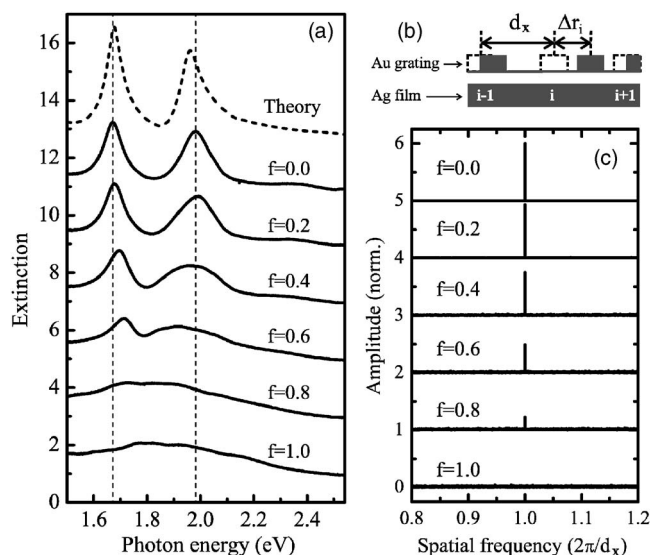 (a)
Extinction
16
14
12
10
8
6
4
2
0
Theory
f=0.0
f=0.2
f=0.4
f=0.6
f=0.8
f=1.0
1.6 1.8 2.0 2.2 2.4
Photon energy (eV)
(b)
dₓ Δrᵢ
Au grating
Ag film
i-1 i i+1
(c)
Amplitude (norm.)
6
5
4
3
2
1
0
f=0.0
f=0.2
f=0.4
f=0.6
f=0.8
f=1.0
0.8 0.9 1.0 1.1 1.2
Spatial frequency (2π/dₓ)